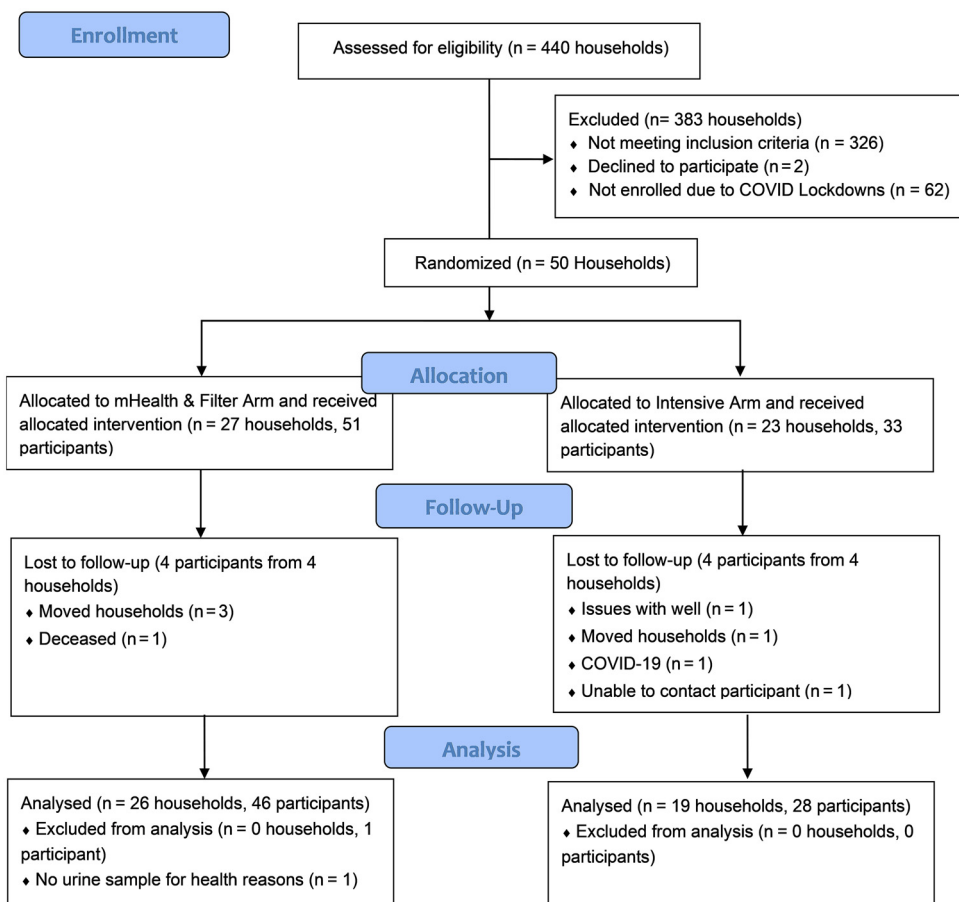 Enrollment
Assessed for eligibility (n = 440 households)
Excluded (n= 383 households)
♦ Not meeting inclusion criteria (n = 326)
♦ Declined to participate (n = 2)
♦ Not enrolled due to COVID Lockdowns (n = 62)
Randomized (n = 50 Households)
Allocation
Allocated to mHealth & Filter Arm and received
allocated intervention (n = 27 households, 51
participants)
Allocated to Intensive Arm and received
allocated intervention (n = 23 households, 33
participants)
Follow-Up
Lost to follow-up (4 participants from 4
households)
♦ Moved households (n = 3)
♦ Deceased (n = 1)
Lost to follow-up (4 participants from 4
households)
♦ Issues with well (n = 1)
♦ Moved households (n = 1)
♦ COVID-19 (n = 1)
♦ Unable to contact participant (n = 1)
Analysis
Analysed (n = 26 households, 46 participants)
♦ Excluded from analysis (n = 0 households, 1
participant)
♦ No urine sample for health reasons (n = 1)
Analysed (n = 19 households, 28 participants)
♦ Excluded from analysis (n = 0 households, 0
participants)